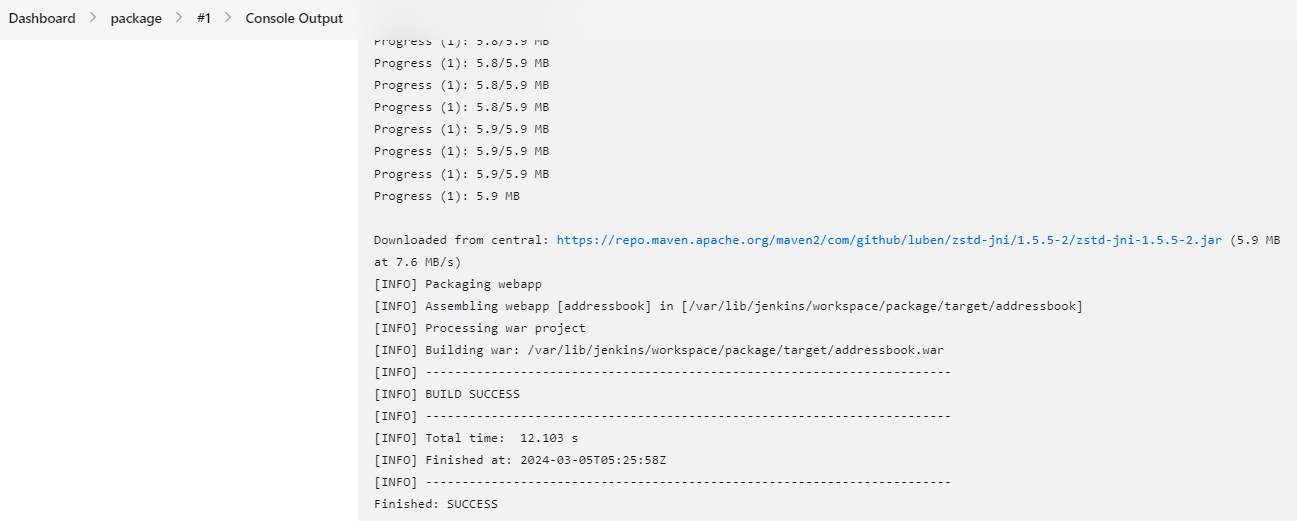 Dashboard > package > #1 > Console Output
Progress (1): 5.8/5.9 MB
Progress (1): 5.8/5.9 MB
Progress (1): 5.8/5.9 MB
Progress (1): 5.8/5.9 MB
Progress (1): 5.9/5.9 MB
Progress (1): 5.9/5.9 MB
Progress (1): 5.9/5.9 MB
Progress (1): 5.9 MB
Downloaded from central: https://repo.maven.apache.org/maven2/com/github/luben/zstd-jni/1.5.5-2/zstd-jni-1.5.5-2.jar (5.9 MB
at 7.6 MB/s)
[INFO] Packaging webapp
[INFO] Assembling webapp [addressbook] in [/var/lib/jenkins/workspace/package/target/addressbook]
[INFO] Processing war project
[INFO] Building war: /var/lib/jenkins/workspace/package/target/addressbook.war
[INFO] ------------------------------------------------------------------------
[INFO] BUILD SUCCESS
[INFO] ------------------------------------------------------------------------
[INFO] Total time:  12.103 s
[INFO] Finished at: 2024-03-05T05:25:58Z
[INFO] ------------------------------------------------------------------------
Finished: SUCCESS